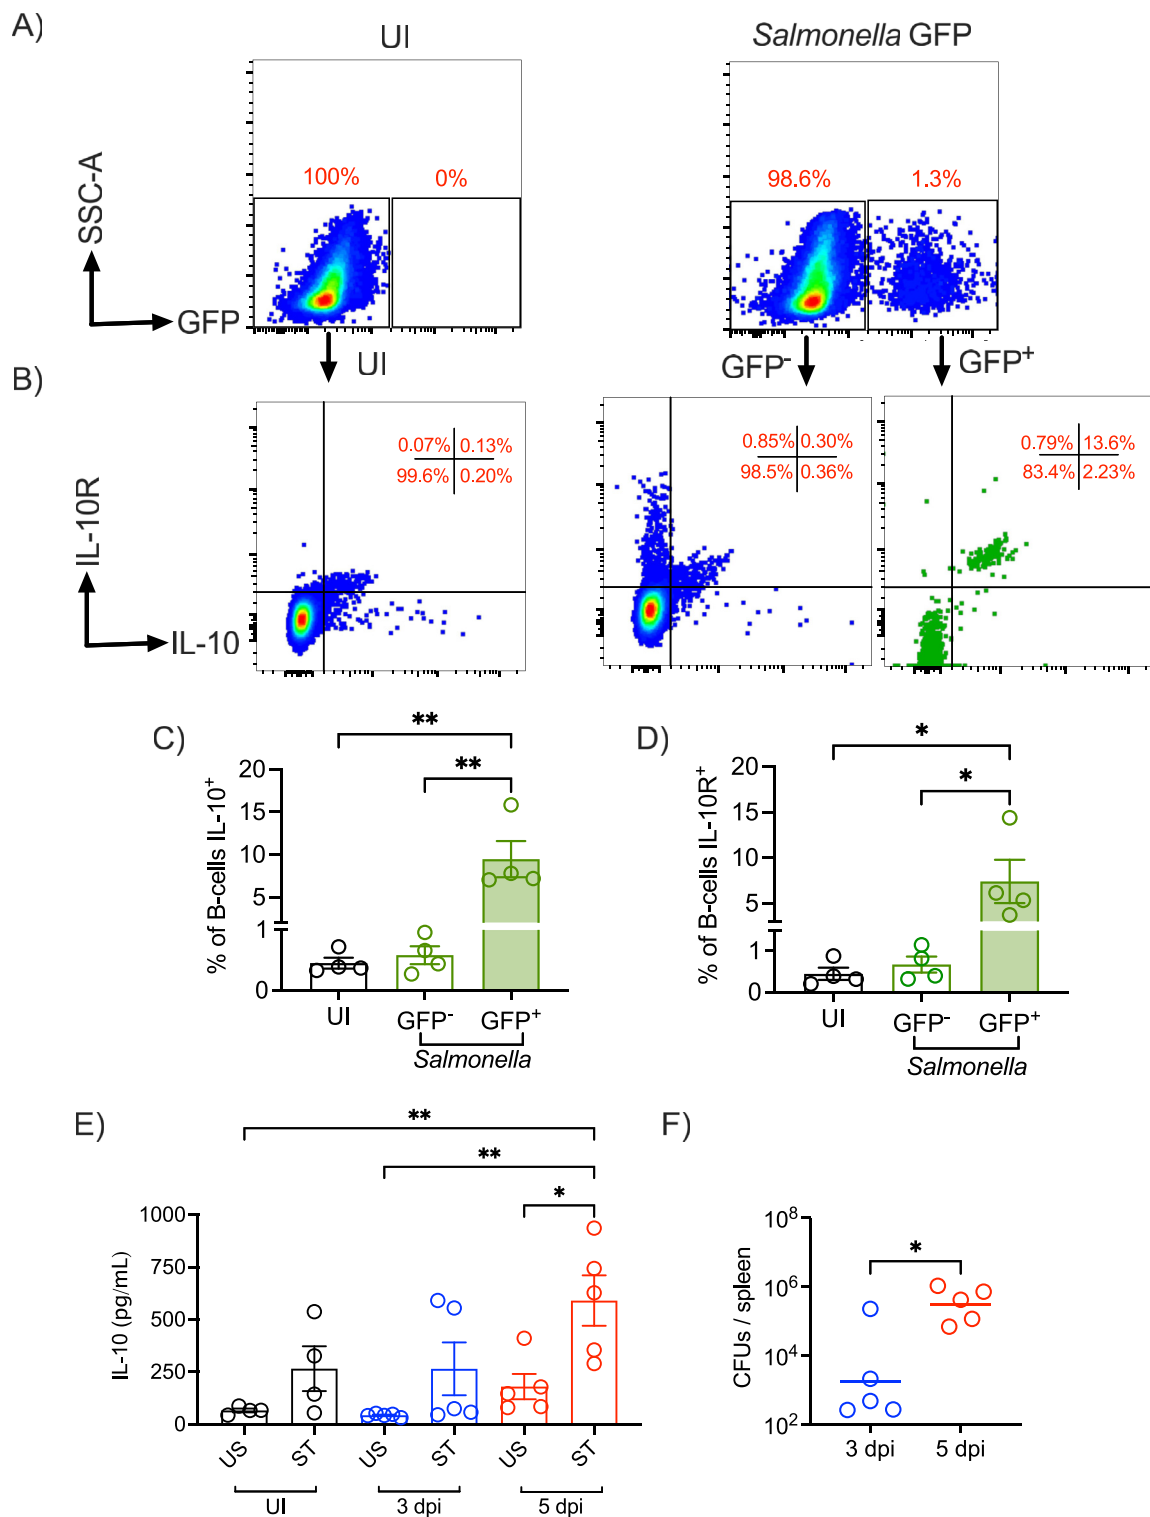 A)
UI
Salmonella GFP
SSC-A
100%
0%
98.6%
1.3%
GFP
UI
GFP-
GFP+
B)
0.07% 0.13%
99.6% 0.20%
0.85% 0.30%
98.5% 0.36%
0.79% 13.6%
83.4% 2.23%
IL-10R
IL-10
C)
**
**
% of B-cells IL-10+
20
15
10
5
1
0
UI
GFP-
GFP+
Salmonella
D)
*
*
% of B-cells IL-10R+
20
15
10
5
1
0
UI
GFP-
GFP+
Salmonella
E)
**
**
*
IL-10 (pg/mL)
1000
750
500
250
0
US
ST
US
ST
US
ST
UI
3 dpi
5 dpi
F)
*
CFUs / spleen
10^8
10^6
10^4
10^2
3 dpi
5 dpi